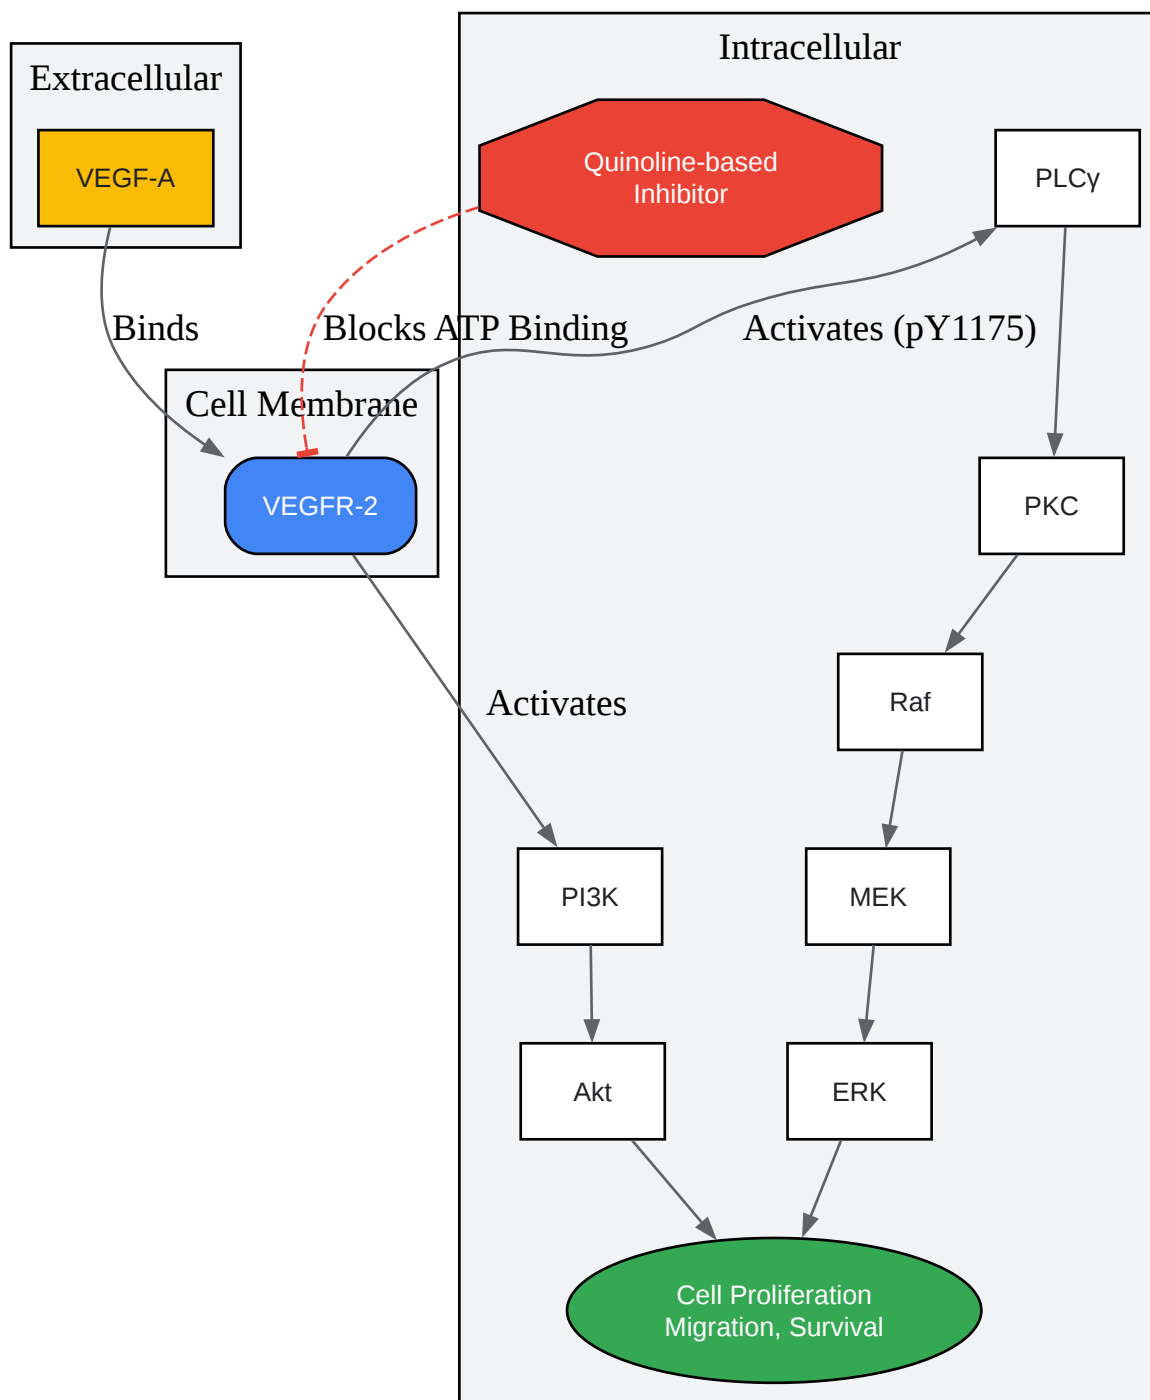 Intracellular
Extracellular
VEGF-A
Quinoline-based
Inhibitor
PLCγ
Binds
Blocks ATP Binding
Activates (pY1175)
Cell Membrane
VEGFR-2
PKC
Raf
Activates
PI3K
MEK
Akt
ERK
Cell Proliferation
Migration, Survival